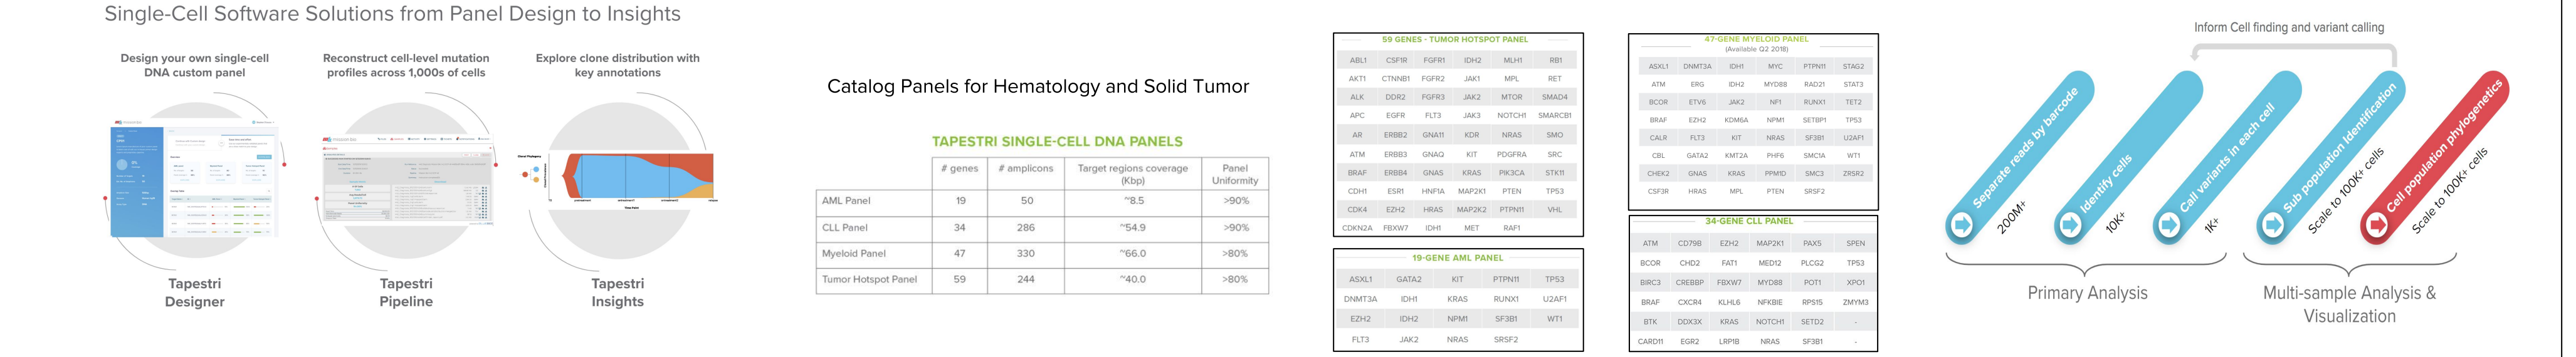 Single-Cell Software Solutions from Panel Design to Insights
Design your own single-cell
DNA custom panel
Reconstruct cell-level mutation
profiles across 1,000s of cells
Explore clone distribution with
key annotations
Tapestri
Designer
Tapestri
Pipeline
Tapestri
Insights
Catalog Panels for Hematology and Solid Tumor
TAPESTRI SINGLE-CELL DNA PANELS
# genes # amplicons Target regions coverage Panel
(Kbp) Uniformity
AML Panel 19 50 ~8.5 >90%
CLL Panel 34 286 ~54.9 >90%
Myeloid Panel 47 330 ~66.0 >80%
Tumor Hotspot Panel 59 244 ~40.0 >80%
59 GENES - TUMOR HOTSPOT PANEL
ABL1 CSF1R FGFR1 IDH2 MLH1 RB1
AKT1 CTNNB1 FGFR2 JAK1 MPL RET
ALK DDR2 FGFR3 JAK2 MTOR SMAD4
APC EGFR FLT3 JAK3 NOTCH1 SMARCB1
AR ERBB2 GNA11 KDR NRAS SMO
ATM ERBB3 GNAQ KIT PDGFRA SRC
BRAF ERBB4 GNAS KRAS PIK3CA STK11
CDH1 ESR1 HNF1A MAP2K1 PTEN TP53
CDK4 EZH2 HRAS MAP2K2 PTPN11 VHL
CDKN2A FBXW7 IDH1 MET RAF1
19-GENE AML PANEL
ASXL1 GATA2 KIT PTPN11 TP53
DNMT3A IDH1 KRAS RUNX1 U2AF1
EZH2 IDH2 NPM1 SF3B1 WT1
FLT3 JAK2 NRAS SRSF2
47-GENE MYELOID PANEL
(Available Q2 2018)
ASXL1 DNMT3A IDH1 MYC PTPN11 STAG2
ATM ERG IDH2 MYD88 RAD21 STAT3
BCOR ETV6 JAK2 NF1 RUNX1 TET2
BRAF EZH2 KDM6A NPM1 SETBP1 TP53
CALR FLT3 KIT NRAS SF3B1 U2AF1
CBL GATA2 KMT2A PHF6 SMC1A WT1
CHEK2 GNAS KRAS PPM1D SMC3 ZRSR2
CSF3R HRAS MPL PTEN SRSF2
34-GENE CLL PANEL
ATM CD79B EZH2 MAP2K1 PAX5 SPEN
BCOR CHD2 FAT1 MED12 PLCG2 TP53
BIRC3 CREBBP FBXW7 MYD88 POT1 XPO1
BRAF CXCR4 KLHL6 NFKBIE RPS15 ZMYM3
BTK DDX3X KRAS NOTCH1 SETD2 -
CARD11 EGR2 LRP1B NRAS SF3B1 -
Inform Cell finding and variant calling
Separate reads by barcode
200M+
Identify cells
10K+
Call variants in each cell
1K+
Sub population Identification
Scale to 100K+ cells
Cell population phylogenetics
Scale to 100K+ cells
Primary Analysis
Multi-sample Analysis &
Visualization